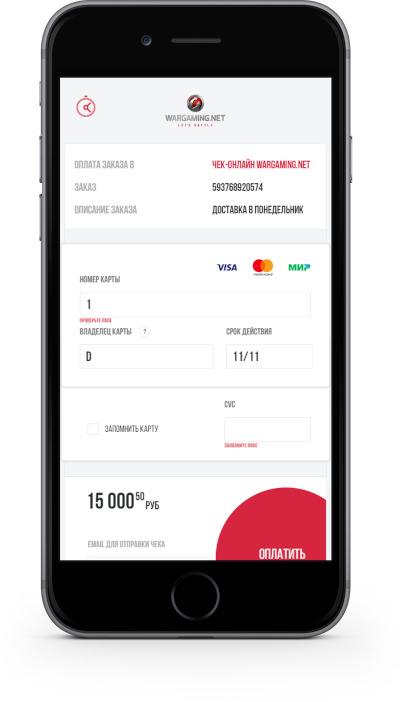 WARGAMING.NET
LET'S BATTLE
ОПЛАТА ЗАКАЗА В ЧЕК-ОНЛАЙН WARGAMING.NET
ЗАКАЗ 593768920574
ОПИСАНИЕ ЗАКАЗА ДОСТАВКА В ПОНЕДЕЛЬНИК
VISA mastercard МИР
НОМЕР КАРТЫ
1
ПРОВЕРЬТЕ ПОЛЕ
ВЛАДЕЛЕЦ КАРТЫ ? СРОК ДЕЙСТВИЯ
D 11/11
CVC
ЗАПОМНИТЬ КАРТУ
ЗАПОЛНИТЕ ПОЛЕ
15 000 50 РУБ
EMAIL ДЛЯ ОТПРАВКИ ЧЕКА
ОПЛАТИТЬ